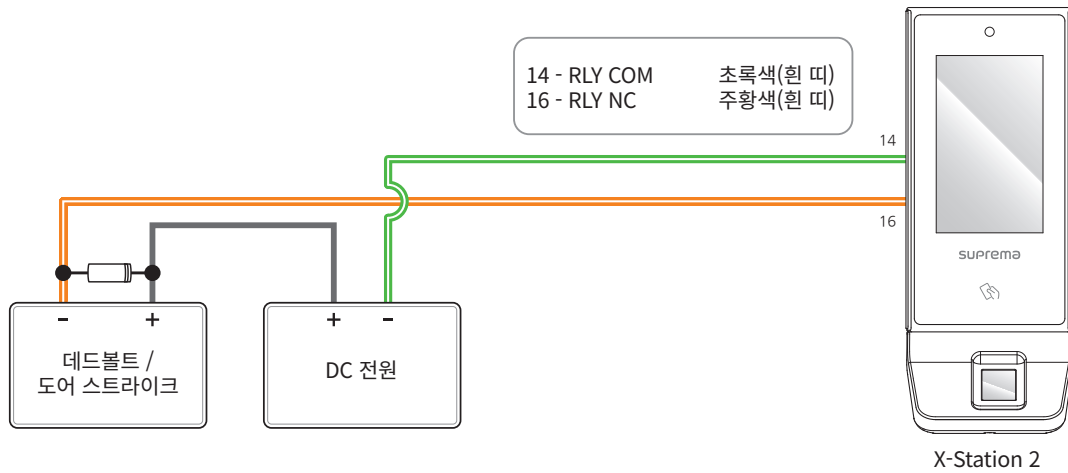 14 - RLY COM 초록색(흰 띠)
16 - RLY NC 주황색(흰 띠)
14
16
suprema
- +
데드볼트 /
도어 스트라이크
+ -
DC 전원
X-Station 2